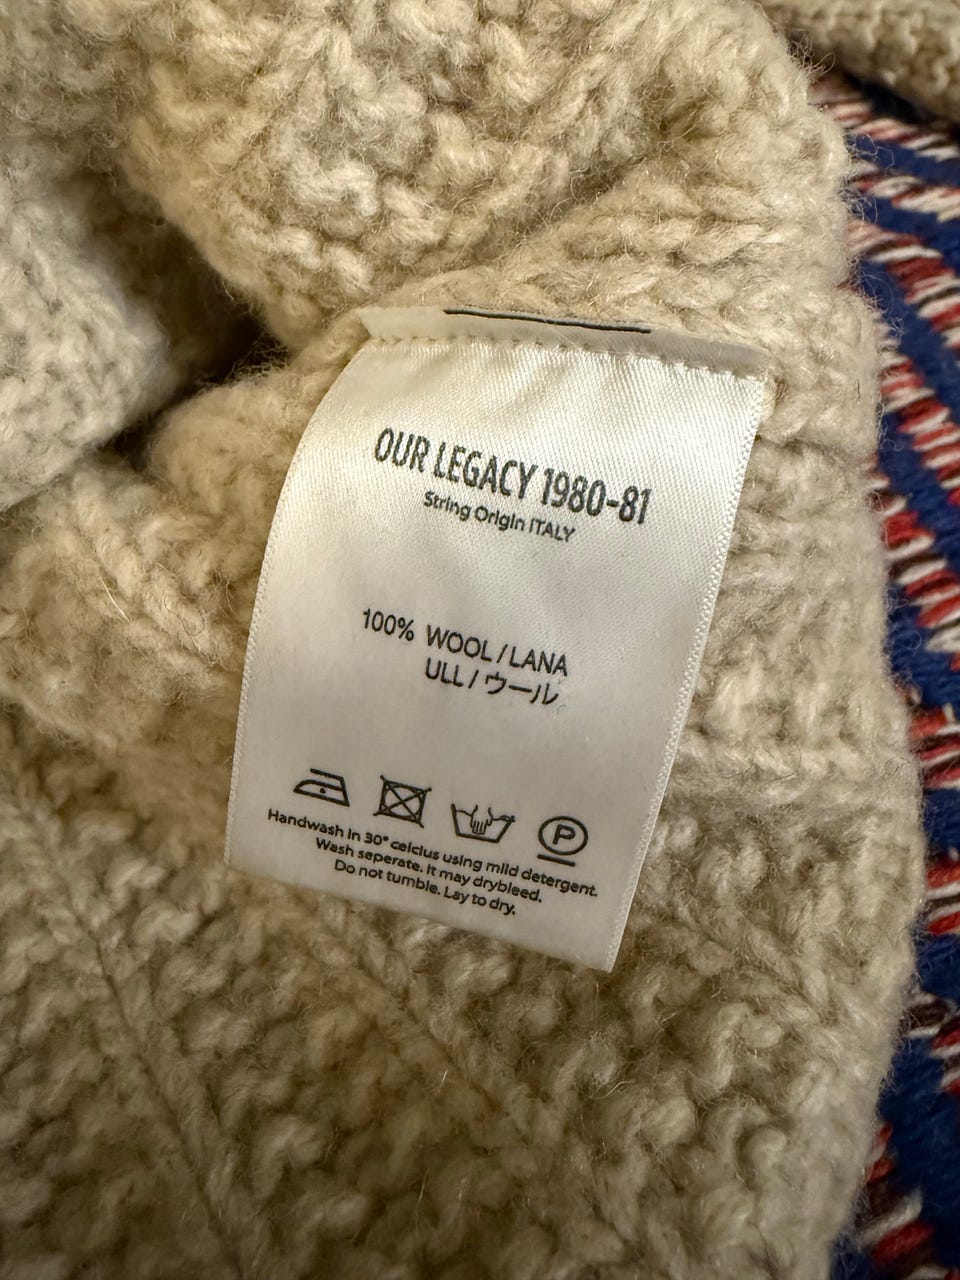 OUR LEGACY 1980-81
String Origin ITALY
100% WOOL / LANA
ULL / ウール
P
Handwash in 30° celcius using mild detergent.
Wash seperate. It may drybleed.
Do not tumble. Lay to dry.